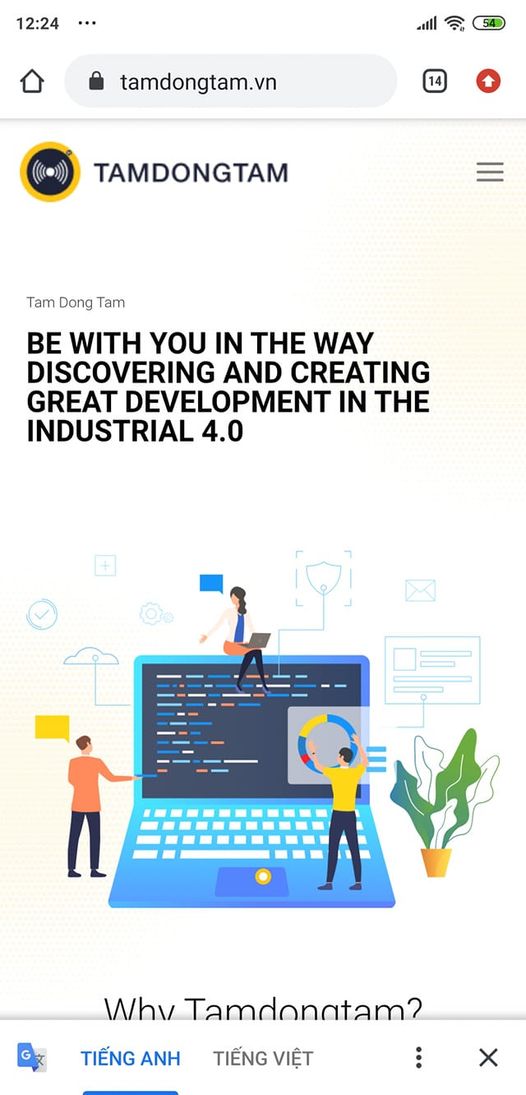 12:24
54
tamdongtam.vn
14
TAMDONGTAM
Tam Dong Tam
BE WITH YOU IN THE WAY
DISCOVERING AND CREATING
GREAT DEVELOPMENT IN THE
INDUSTRIAL 4.0
Why Tamdongtam?
G 文 TIẾNG ANH TIẾNG VIỆT